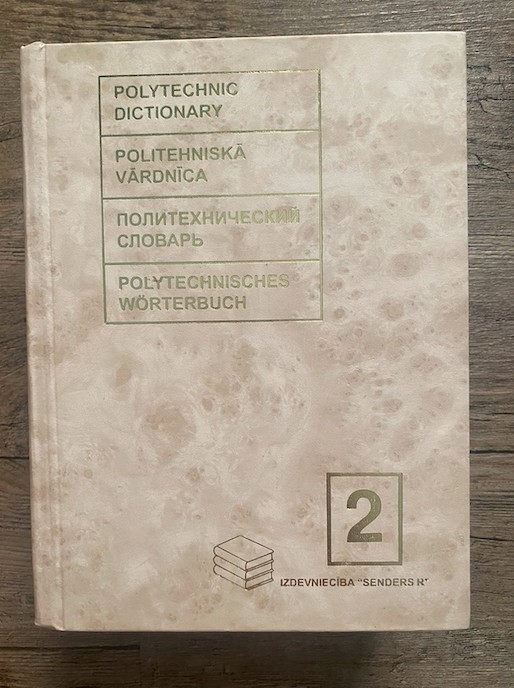 POLYTECHNIC
DICTIONARY
POLITEHNISKĀ
VĀRDNĪCA
ПОЛИТЕХНИЧЕСКИЙ
СЛОВАРЬ
POLYTECHNISCHES
WÖRTERBUCH
2
IZDEVNIECĪBA "SENDERS R"